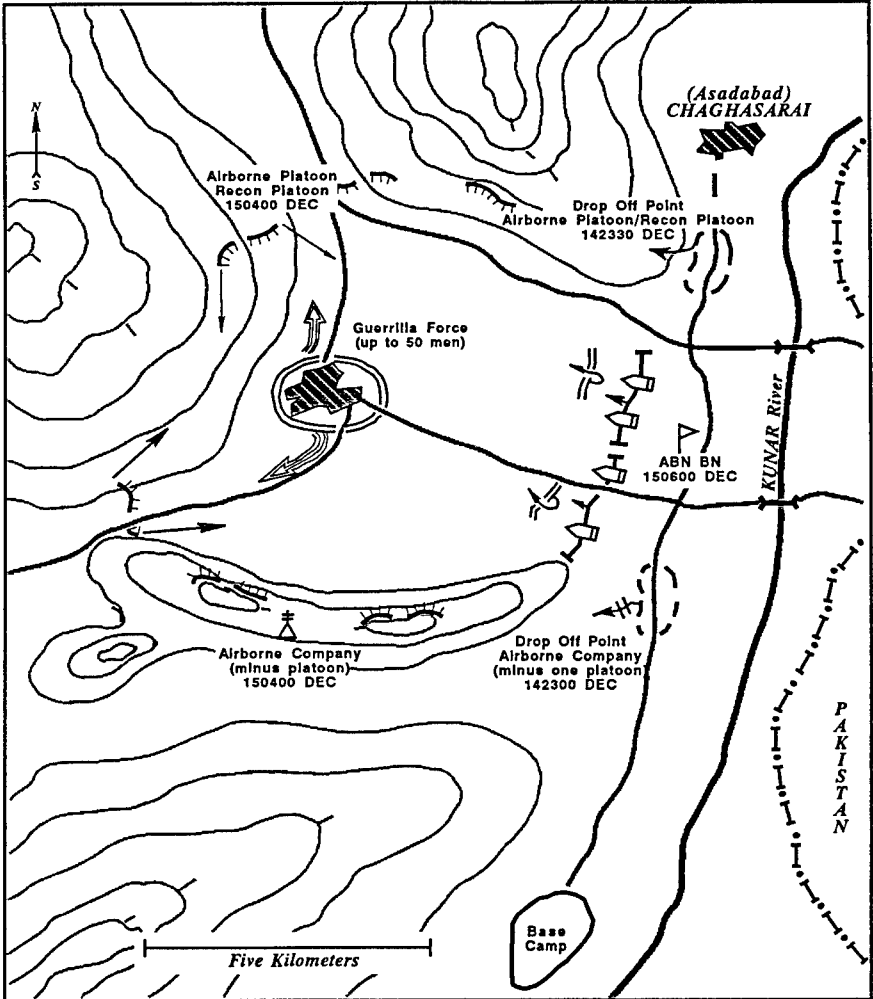 (Asadabad)
CHAGHASARAI
N
S
Airborne Platoon
Recon Platoon
150400 DEC
Drop Off Point
Airborne Platoon/Recon Platoon
142330 DEC
Guerrilla Force
(up to 50 men)
KUNAR River
ABN BN
150600 DEC
Airborne Company
(minus platoon)
150400 DEC
Drop Off Point
Airborne Company
(minus one platoon)
142300 DEC
PAKISTAN
Base
Camp
Five Kilometers